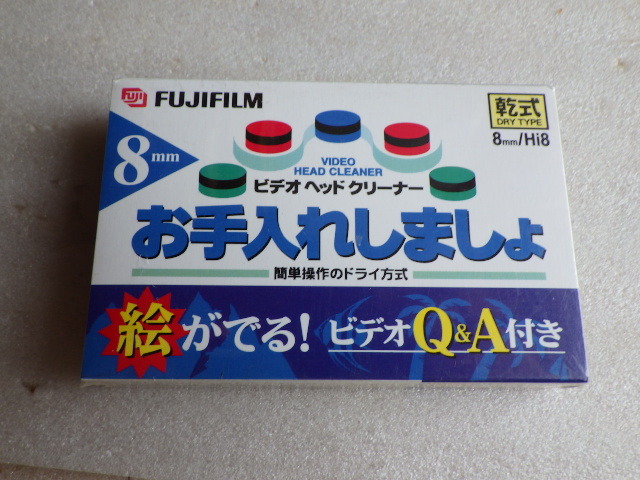 Fuji
FUJIFILM
乾式
DRY TYPE
8mm/Hi8
8mm
VIDEO
HEAD CLEANER
ビデオ ヘッド クリーナー
お手入れしましょ
簡単操作のドライ方式
絵がでる! ビデオQ&A付き